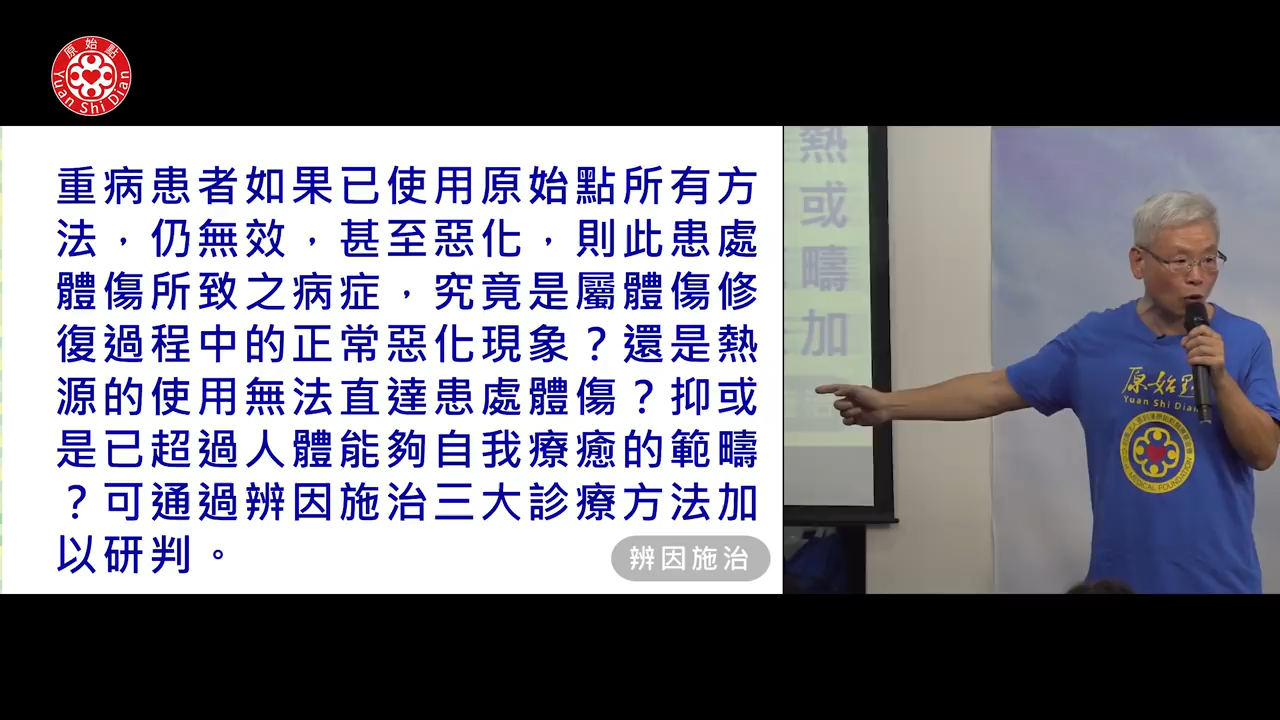 原始點
Yuan Shi Dian
重病患者如果已使用原始點所有方
法，仍無效，甚至惡化，則此患處
體傷所致之病症，究竟是屬體傷修
復過程中的正常惡化現象？還是熱
源的使用無法直達患處體傷？抑或
是已超過人體能夠自我療癒的範疇
？可通過辨因施治三大診療方法加
以研判。
辨因施治
熱
或
疇
加
原始點
Yuan Shi Dian